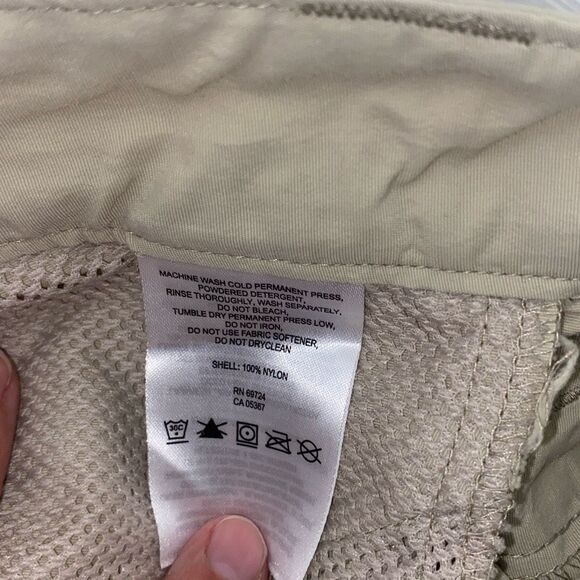 MACHINE WASH COLD PERMANENT PRESS,
POWDERED DETERGENT,
RINSE THOROUGHLY, WASH SEPARATELY,
DO NOT BLEACH,
TUMBLE DRY PERMANENT PRESS LOW,
DO NOT IRON,
DO NOT USE FABRIC SOFTENER,
DO NOT DRYCLEAN
SHELL: 100% NYLON
RN 69724
CA 05367
30C